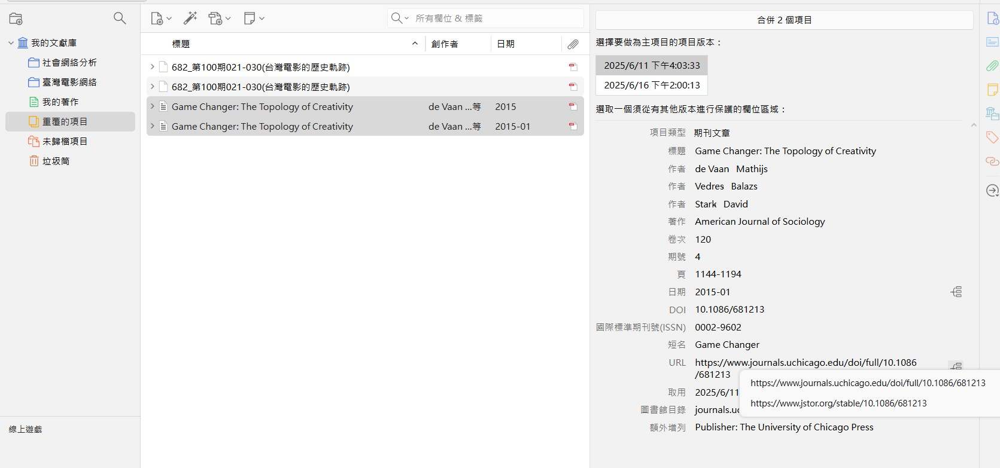 所有欄位 & 標籤
我的文獻庫
社會網絡分析
臺灣電影網絡
我的著作
重覆的項目
未歸檔項目
垃圾筒
線上遊戲
標題 創作者 日期
682_第100期021-030(台灣電影的歷史軌跡)
682_第100期021-030(台灣電影的歷史軌跡)
Game Changer: The Topology of Creativity de Vaan ...等 2015
Game Changer: The Topology of Creativity de Vaan ...等 2015-01
合併 2 個項目
選擇要做為主項目的項目版本：
2025/6/11 下午4:03:33
2025/6/16 下午2:00:13
選取一個須從有其他版本進行保護的欄位區域：
項目類型 期刊文章
標題 Game Changer: The Topology of Creativity
作者 de Vaan Mathijs
作者 Vedres Balazs
作者 Stark David
著作 American Journal of Sociology
卷次 120
期號 4
頁 1144-1194
日期 2015-01
DOI 10.1086/681213
國際標準期刊號(ISSN) 0002-9602
短名 Game Changer
URL https://www.journals.uchicago.edu/doi/full/10.1086
/681213
https://www.journals.uchicago.edu/doi/full/10.1086/681213
https://www.jstor.org/stable/10.1086/681213
取用 2025/6/11
圖書館目錄 journals.uc
額外增列 Publisher: The University of Chicago Press